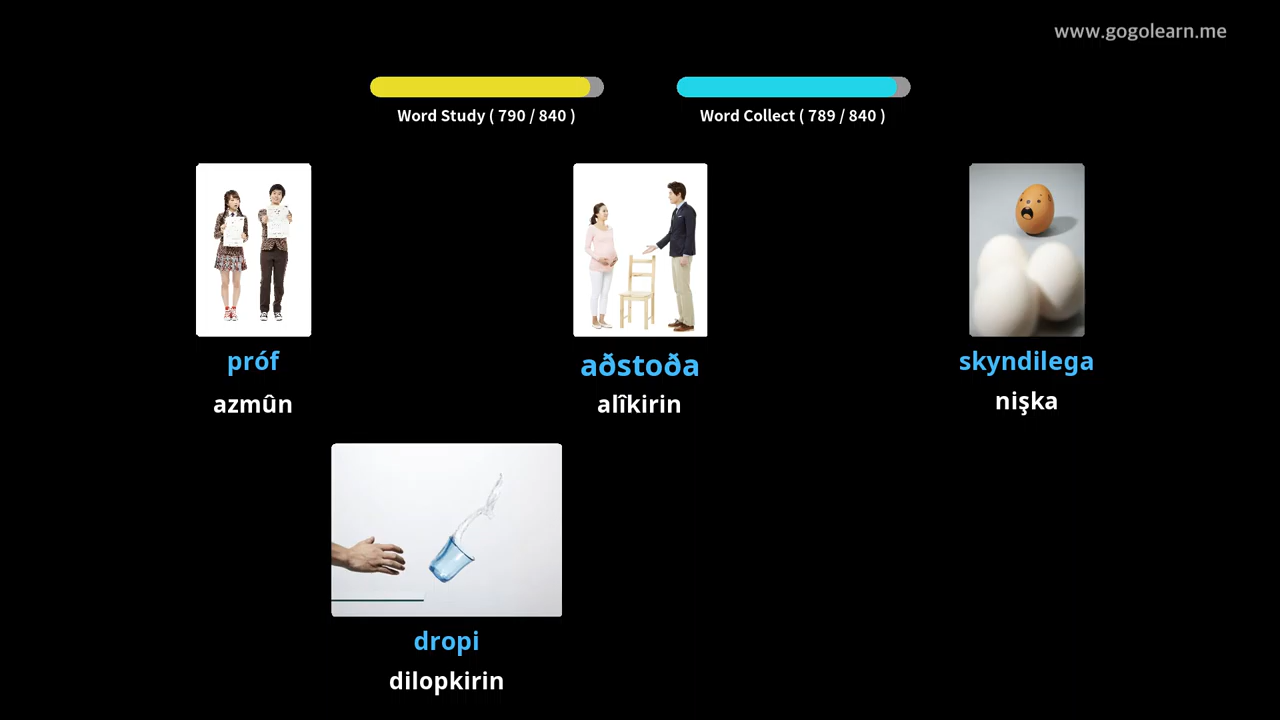 www.gogolearn.me
Word Study ( 790 / 840 )
Word Collect ( 789 / 840 )
próf
azmûn
aðstoða
alîkirin
skyndilega
nişka
dropi
dilopkirin